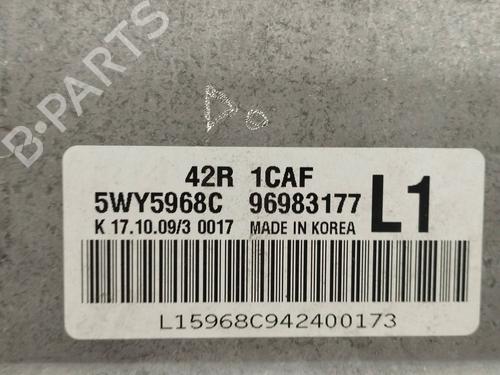 B-PARTS
42R 1CAF
5WY5968C 96983177 L1
K 17.10.09/3 0017 MADE IN KOREA
L15968C942400173